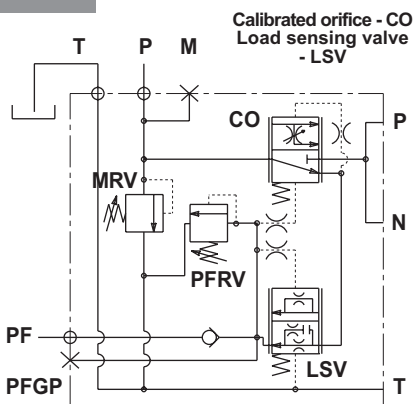 Calibrated orifice - CO
Load sensing valve
- LSV
T
P
M
CO
P
MRV
N
PFRV
PF
LSV
PFGP
T